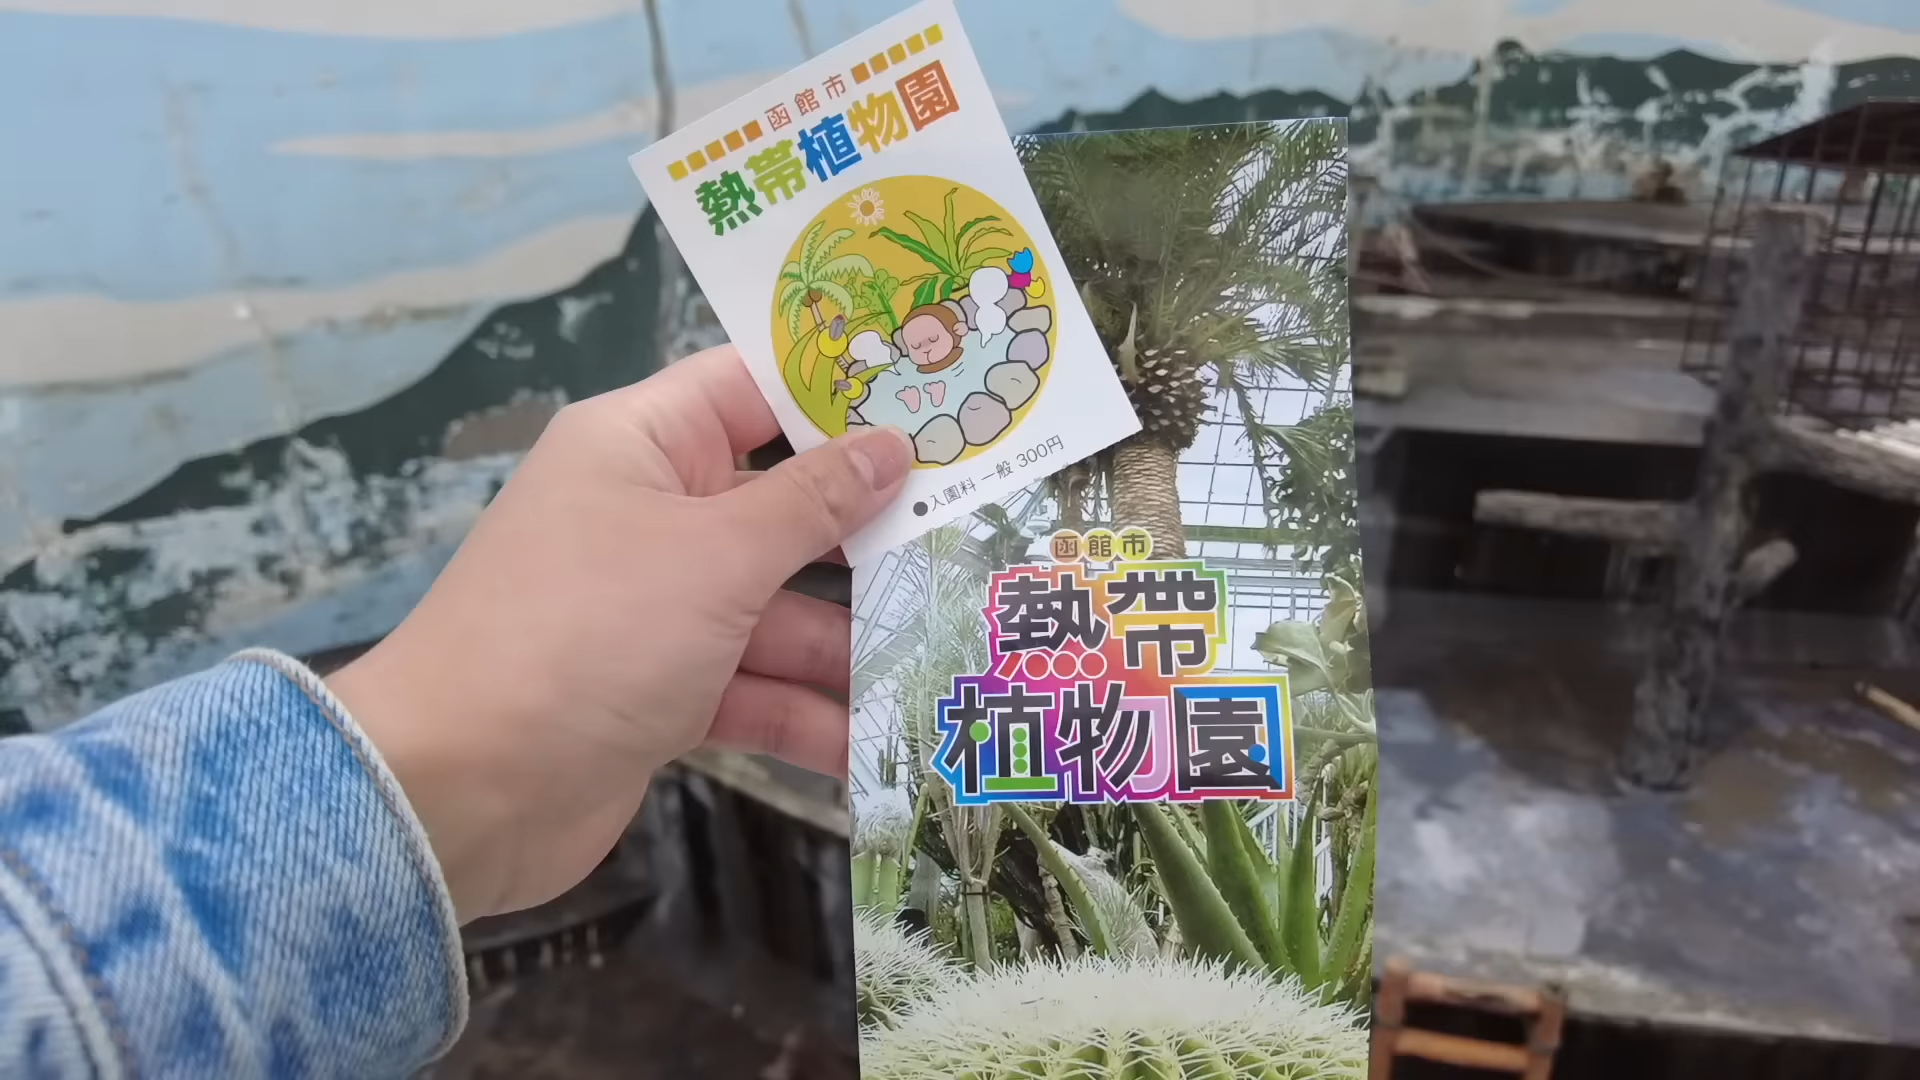 函館市
熱帯植物園
●入園料 一般 300円
函館市
熱帯
植物園